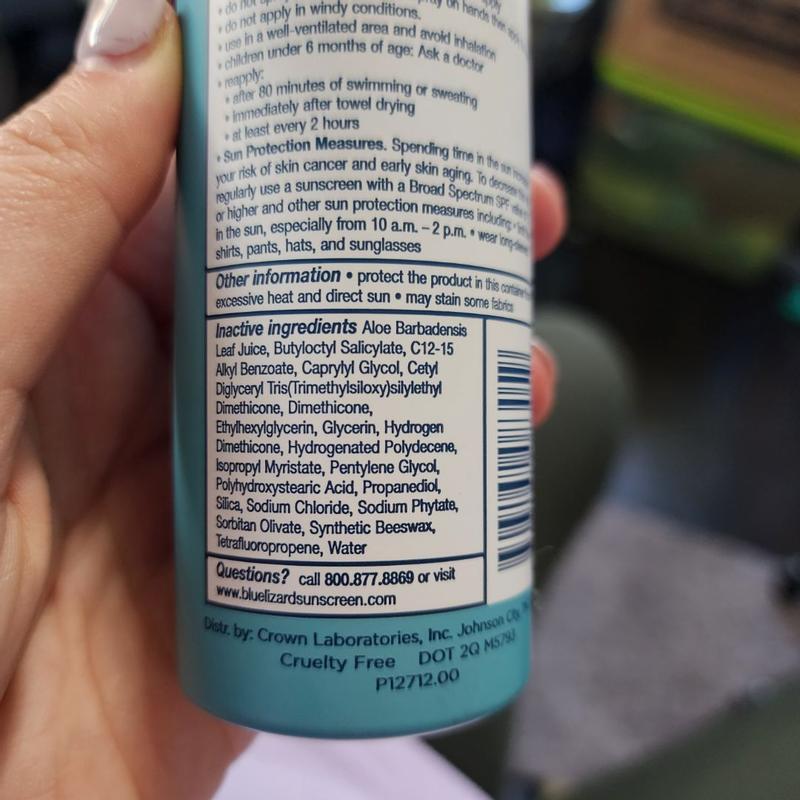 • do not
• do not apply in windy conditions.
• use in a well-ventilated area and avoid inhalation
• children under 6 months of age: Ask a doctor
• reapply:
• after 80 minutes of swimming or sweating
• immediately after towel drying
• at least every 2 hours
• Sun Protection Measures. Spending time in the sun
your risk of skin cancer and early skin aging. To decrease
regularly use a sunscreen with a Broad Spectrum SPF
or higher and other sun protection measures including: •
in the sun, especially from 10 a.m. – 2 p.m. • wear long-
shirts, pants, hats, and sunglasses
Other information • protect the product in this container
excessive heat and direct sun • may stain some fabrics
Inactive ingredients Aloe Barbadensis
Leaf Juice, Butyloctyl Salicylate, C12-15
Alkyl Benzoate, Caprylyl Glycol, Cetyl
Diglyceryl Tris(Trimethylsiloxy)silylethyl
Dimethicone, Dimethicone,
Ethylhexylglycerin, Glycerin, Hydrogen
Dimethicone, Hydrogenated Polydecene,
Isopropyl Myristate, Pentylene Glycol,
Polyhydroxystearic Acid, Propanediol,
Silica, Sodium Chloride, Sodium Phytate,
Sorbitan Olivate, Synthetic Beeswax,
Tetrafluoropropene, Water
Questions? call 800.877.8869 or visit
www.bluelizardsunscreen.com
Distr. by: Crown Laboratories, Inc. Johnson City,
Cruelty Free DOT 2Q M5793
P12712.00